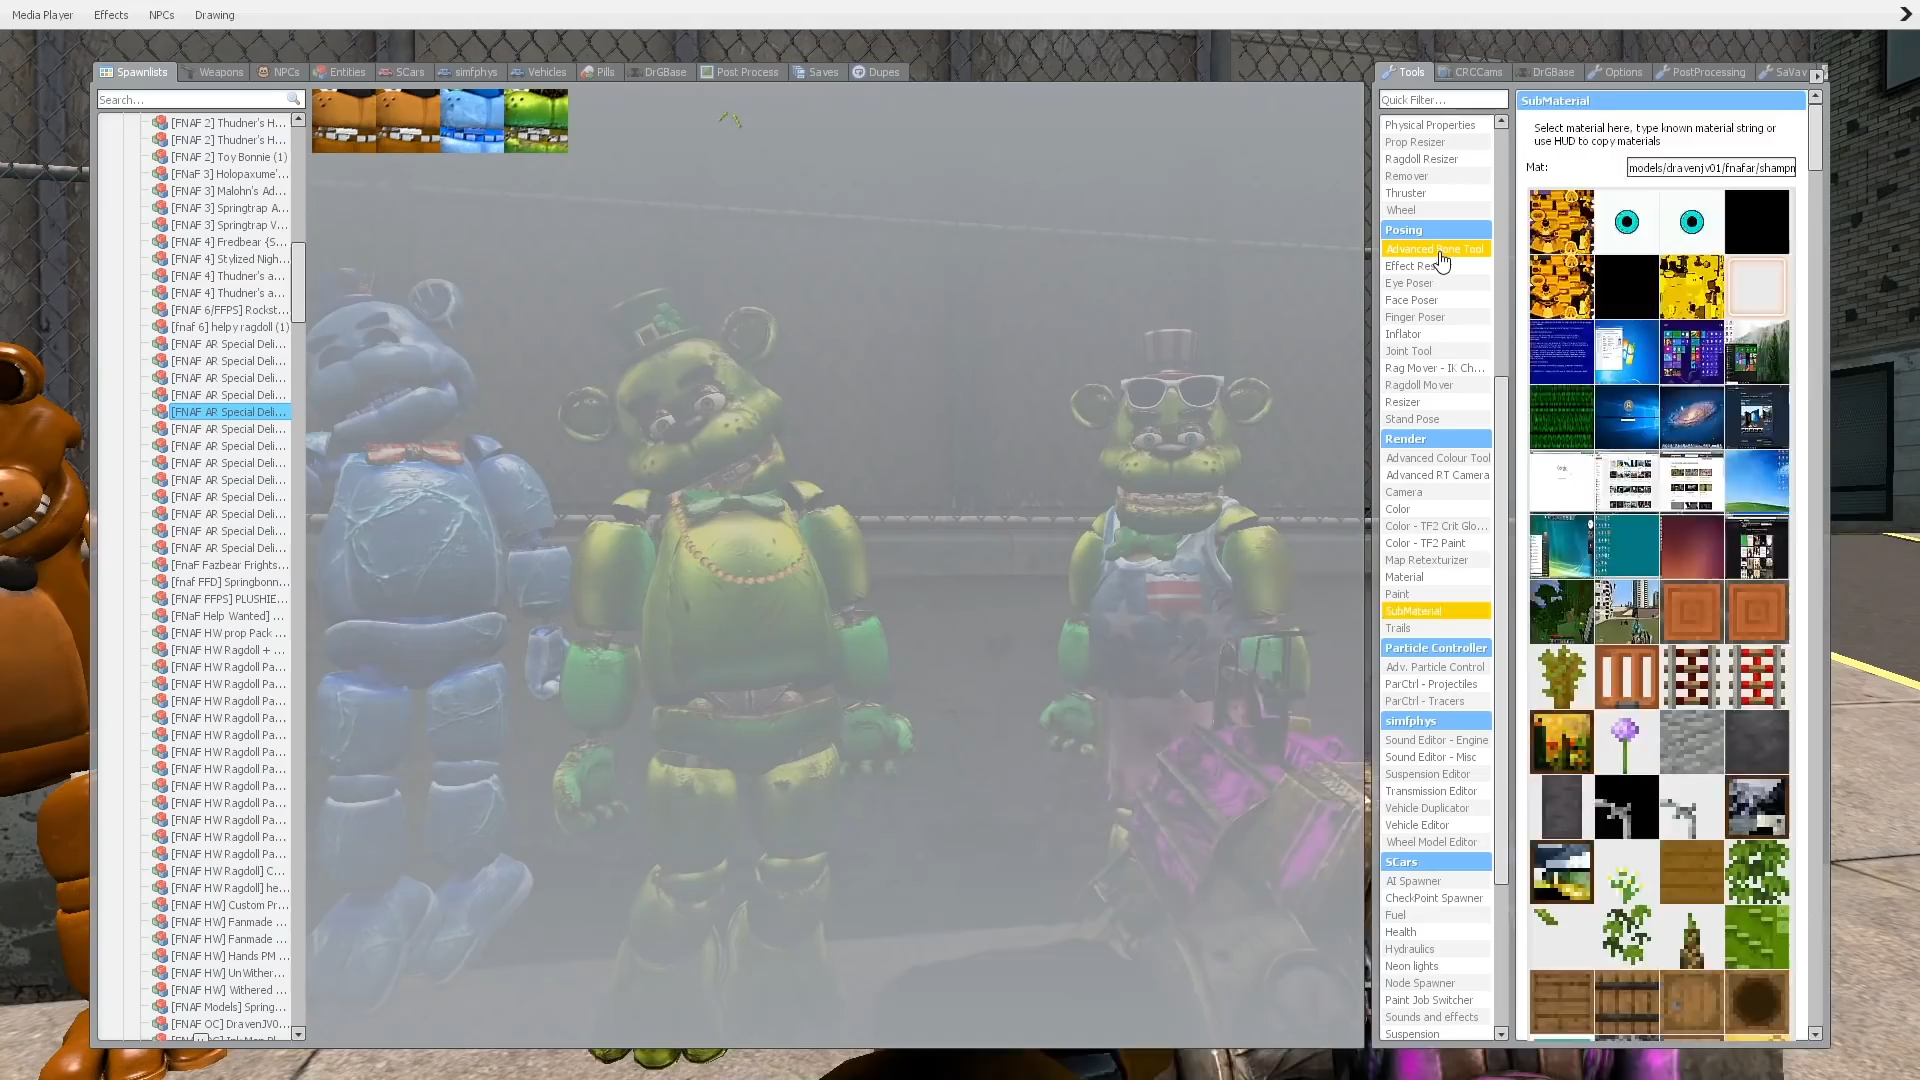 Media Player Effects NPCs Drawing
Spawnlists Weapons NPCs Entities SCars simfphys Vehicles Pills DrGBase Post Process Saves Dupes
Search...
[FNAF 2] Thudner's H...
[FNAF 2] Thudner's H...
[FNAF 2] Toy Bonnie (1)
[FNaF 3] Holopaxume'...
[FNAF 3] Malohn's Ad...
[FNAF 3] Springtrap A...
[FNAF 3] Springtrap V...
[FNAF 4] Fredbear {S...
[FNAF 4] Stylized Nigh...
[FNAF 4] Thudner's a...
[FNAF 4] Thudner's a...
[FNAF 6/FFPS] Rockst...
[fnaf 6] helpy ragdoll (1)
[FNAF AR Special Deli...
[FNAF AR Special Deli...
[FNAF AR Special Deli...
[FNAF AR Special Deli...
[FNAF AR Special Deli...
[FNAF AR Special Deli...
[FNAF AR Special Deli...
[FNAF AR Special Deli...
[FNAF AR Special Deli...
[FNAF AR Special Deli...
[FNAF AR Special Deli...
[FNAF AR Special Deli...
[FNAF AR Special Deli...
[FnaF Fazbear Frights...
[fnaf FFD] Springbonn...
[FNAF FFPS] PLUSHIE...
[FNaF Help Wanted] ...
[FNAF HW prop Pack ...
[FNAF HW Ragdoll + ...
[FNAF HW Ragdoll Pa...
[FNAF HW Ragdoll Pa...
[FNAF HW Ragdoll Pa...
[FNAF HW Ragdoll Pa...
[FNAF HW Ragdoll Pa...
[FNAF HW Ragdoll Pa...
[FNAF HW Ragdoll Pa...
[FNAF HW Ragdoll Pa...
[FNAF HW Ragdoll Pa...
[FNAF HW Ragdoll Pa...
[FNAF HW Ragdoll Pa...
[FNAF HW Ragdoll Pa...
[FNAF HW Ragdoll] C...
[FNAF HW Ragdoll] he...
[FNAF HW] Custom Pr...
[FNAF HW] Fanmade ...
[FNAF HW] Fanmade ...
[FNAF HW] Hands PM ...
[FNAF HW] UnWither...
[FNAF HW] Withered ...
[FNAF Models] Spring...
[FNAF OC] DravenJV0...
Tools CRCCams DrGBase Options PostProcessing SaVav
Quick Filter...
Physical Properties
Prop Resizer
Ragdoll Resizer
Remover
Thruster
Wheel
Posing
Advanced Bone Tool
Effect Res
Eye Poser
Face Poser
Finger Poser
Inflator
Joint Tool
Rag Mover - IK Ch...
Ragdoll Mover
Resizer
Stand Pose
Render
Advanced Colour Tool
Advanced RT Camera
Camera
Color
Color - TF2 Crit Glo...
Color - TF2 Paint
Map Retexturizer
Material
Paint
SubMaterial
Trails
Particle Controller
Adv. Particle Control
ParCtrl - Projectiles
ParCtrl - Tracers
simfphys
Sound Editor - Engine
Sound Editor - Misc
Suspension Editor
Transmission Editor
Vehicle Duplicator
Vehicle Editor
Wheel Model Editor
SCars
AI Spawner
CheckPoint Spawner
Fuel
Health
Hydraulics
Neon lights
Node Spawner
Paint Job Switcher
Sounds and effects
Suspension
SubMaterial
Select material here, type known material string or
use HUD to copy materials
Mat: models/dravenjv01/fnafar/shampr